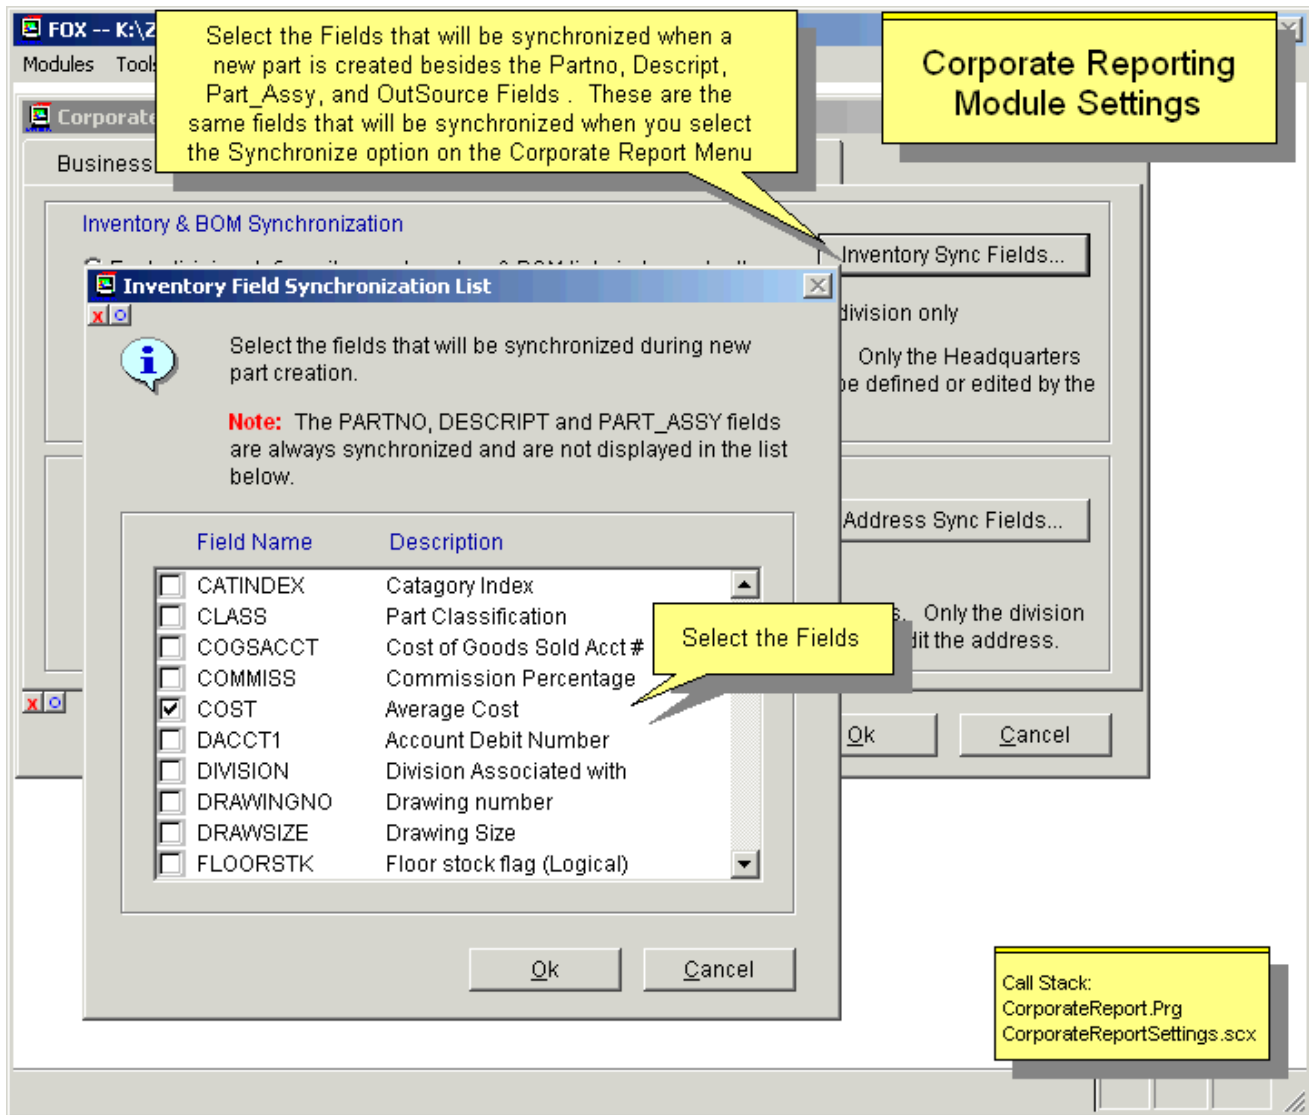 FOX -- K:\Z
Modules Tools
Select the Fields that will be synchronized when a
new part is created besides the Partno, Descript,
Part_Assy, and OutSource Fields . These are the
same fields that will be synchronized when you select
the Synchronize option on the Corporate Report Menu
Corporate Reporting
Module Settings
Corporate
Business
Inventory & BOM Synchronization
Inventory Sync Fields...
Inventory Field Synchronization List
division only
Select the fields that will be synchronized during new
part creation.
Only the Headquarters
be defined or edited by the
Note: The PARTNO, DESCRIPT and PART_ASSY fields
are always synchronized and are not displayed in the list
below.
Address Sync Fields...
Field Name Description
CATINDEX Catagory Index
CLASS Part Classification
COGSACCT Cost of Goods Sold Acct #
COMMISS Commission Percentage
COST Average Cost
DACCT1 Account Debit Number
DIVISION Division Associated with
DRAWINGNO Drawing number
DRAWSIZE Drawing Size
FLOORSTK Floor stock flag (Logical)
Select the Fields
s. Only the division
dit the address.
Ok Cancel
Ok Cancel
Call Stack:
CorporateReport.Prg
CorporateReportSettings.scx